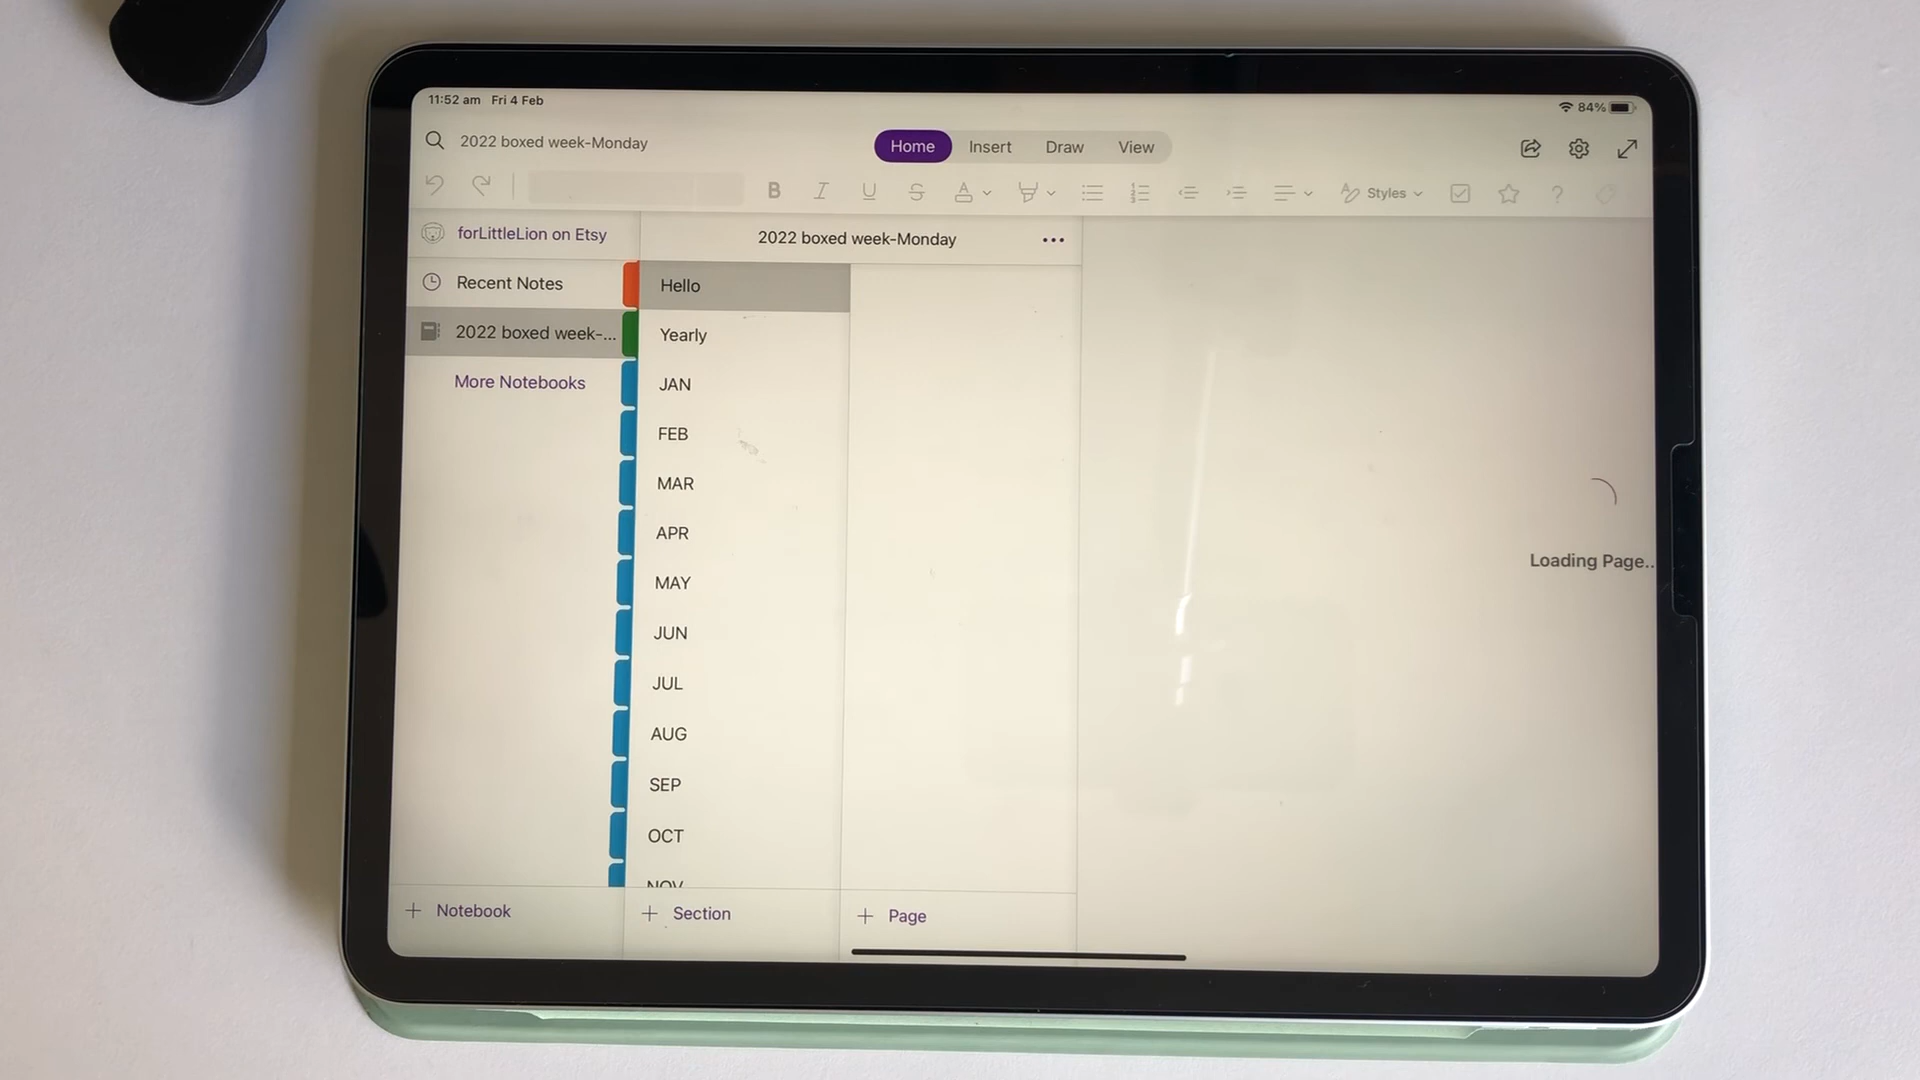 11:52 am Fri 4 Feb
84%
2022 boxed week-Monday
Home Insert Draw View
B I U S A Styles ?
forLittleLion on Etsy
2022 boxed week-Monday
Recent Notes
2022 boxed week-...
More Notebooks
Hello
Yearly
JAN
FEB
MAR
APR
MAY
JUN
JUL
AUG
SEP
OCT
NOV
Loading Page..
+ Notebook
+ Section
+ Page